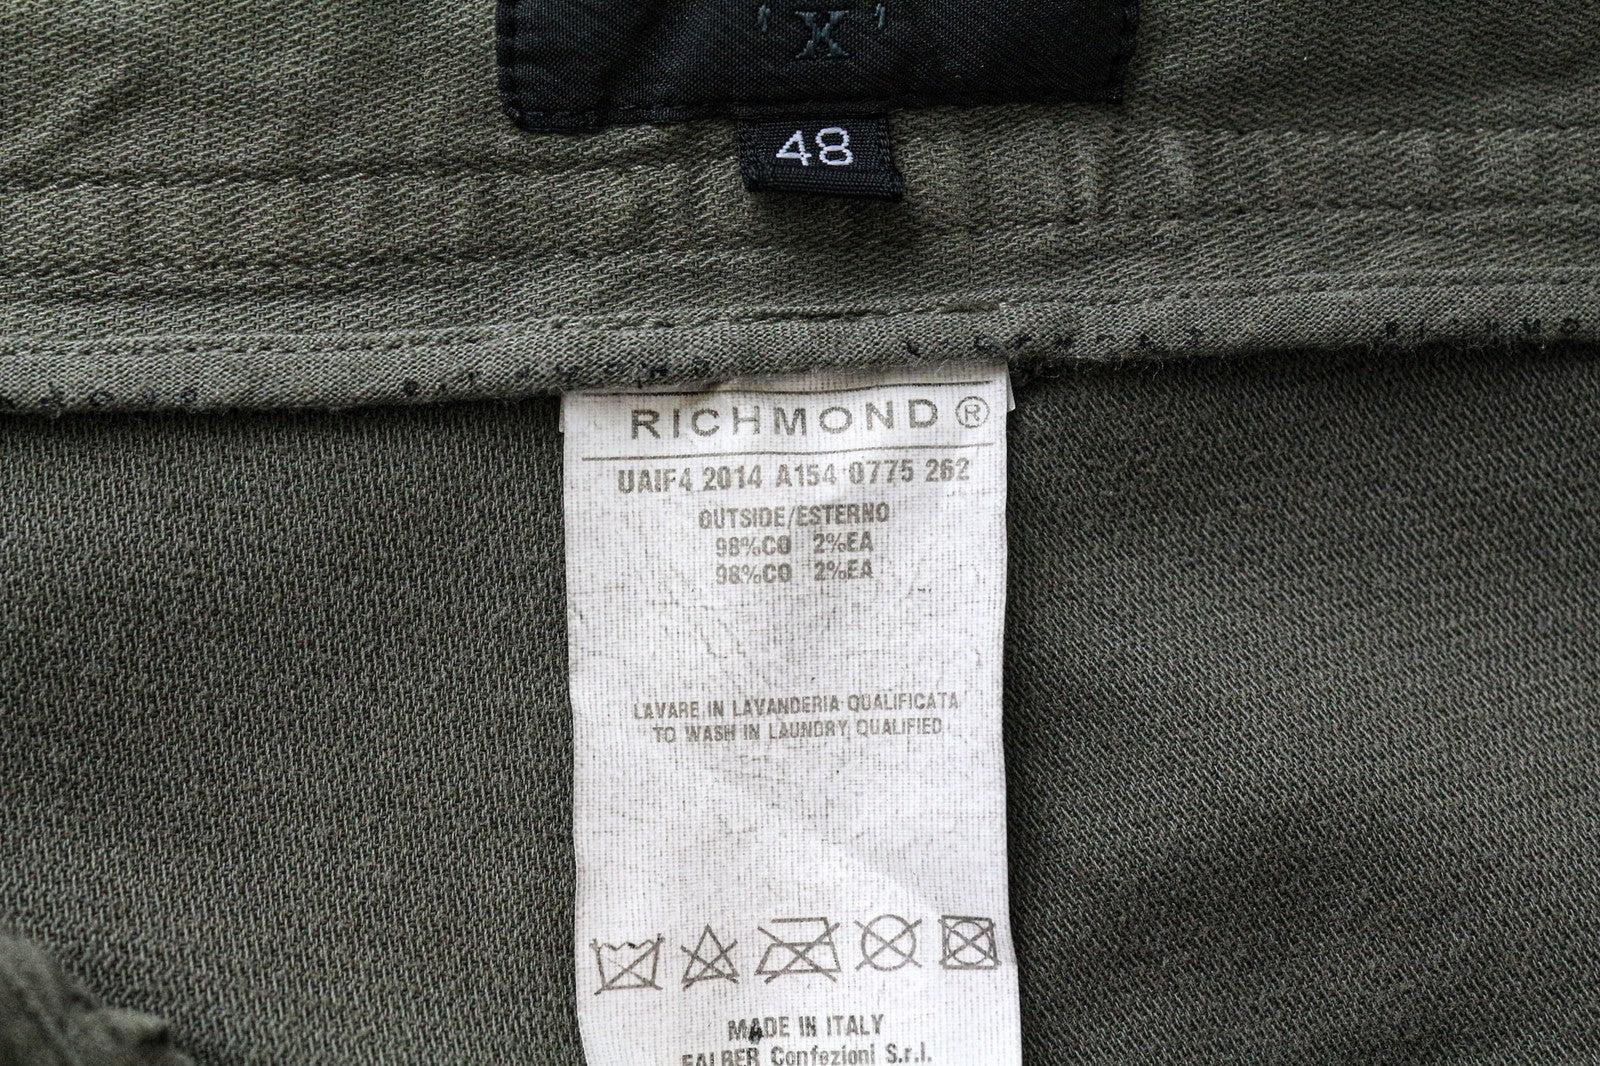 'X'
48
RICHMOND
RICHMOND®
UAIF4 2014 A154 0775 262
OUTSIDE/ESTERNO
98%CO 2%EA
98%CO 2%EA
LAVARE IN LAVANDERIA QUALIFICATA
TO WASH IN LAUNDRY QUALIFIED
MADE IN ITALY
FALBER Confezioni S.r.l.